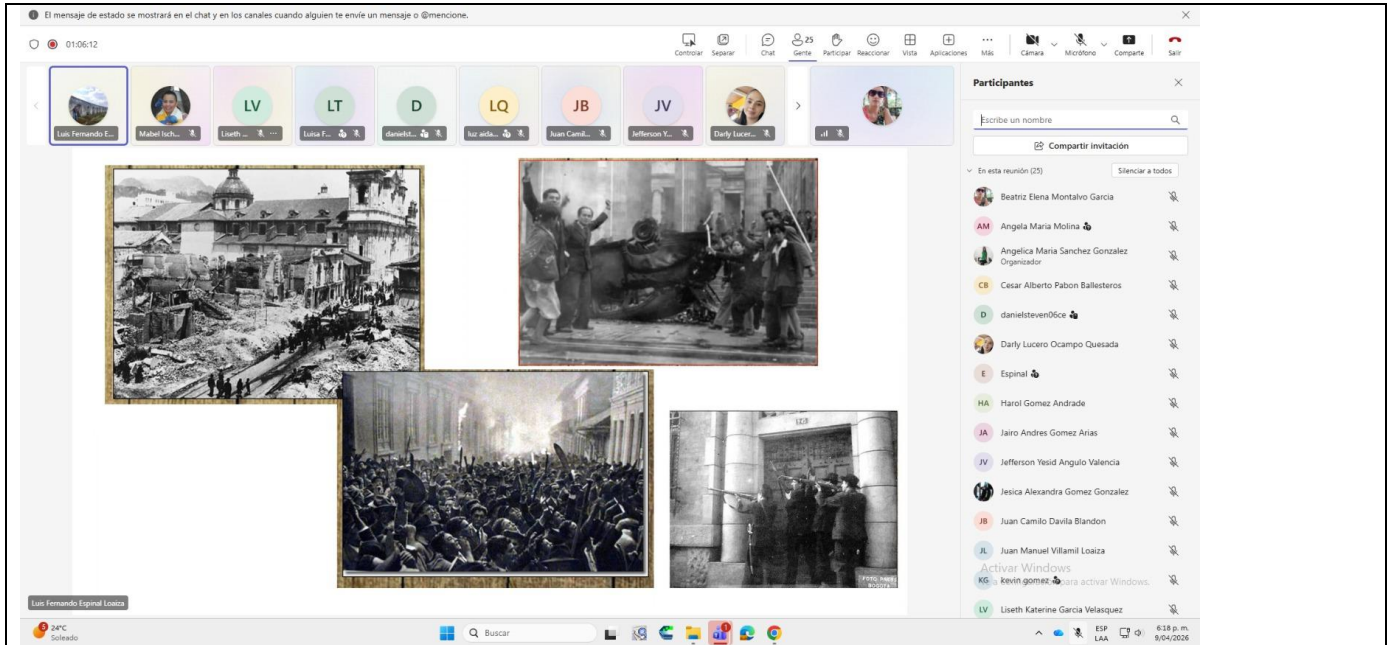 El mensaje de estado se mostrará en el chat y en los canales cuando alguien te envíe un mensaje o @mencione.
01:06:12
Controlar
Separar
Chat
25
Gente
Participar
Reaccionar
Vista
Aplicaciones
Más
Cámara
Micrófono
Comparte
Salir
Luis Fernando E...
Mabel Isch...
LV
Liseth ...
LT
Luisa F...
D
danielst...
LQ
luz aida...
JB
Juan Camil...
JV
Jefferson Y...
Darly Lucer...
Participantes
Escribe un nombre
Compartir invitación
En esta reunión (25)
Silenciar a todos
Beatriz Elena Montalvo Garcia
AM Angela Maria Molina
Angelica Maria Sanchez Gonzalez
Organizador
CB Cesar Alberto Pabon Ballesteros
D danielsteven06ce
Darly Lucero Ocampo Quesada
E Espinal
HA Harol Gomez Andrade
JA Jairo Andres Gomez Arias
JV Jefferson Yesid Angulo Valencia
Jesica Alexandra Gomez Gonzalez
JB Juan Camilo Davila Blandon
JL Juan Manuel Villamil Loaiza
Activar Windows
KG kevin gomez
para activar Windows.
LV Liseth Katerine Garcia Velasquez
Luis Fernando Espinal Loaiza
5
24°C
Soleado
Buscar
ESP
LAA
6:18 p. m.
9/04/2026